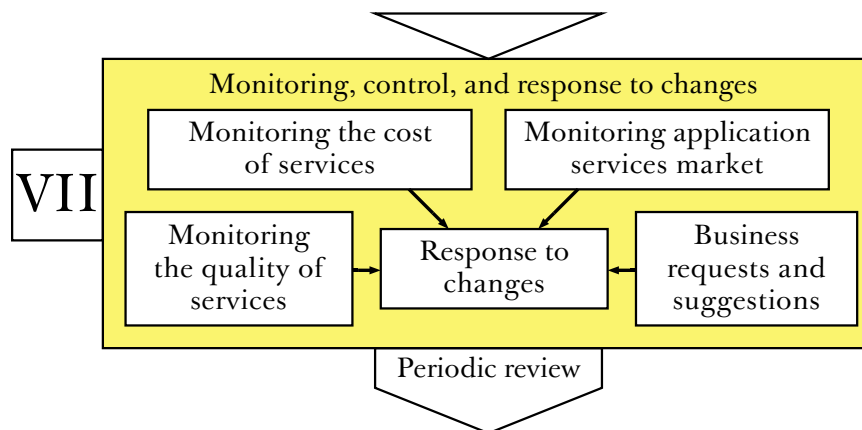 Monitoring, control, and response to changes
Monitoring the cost
of services
Monitoring application
services market
VII
Monitoring
the quality of
services
Response to
changes
Business
requests and
suggestions
Periodic review